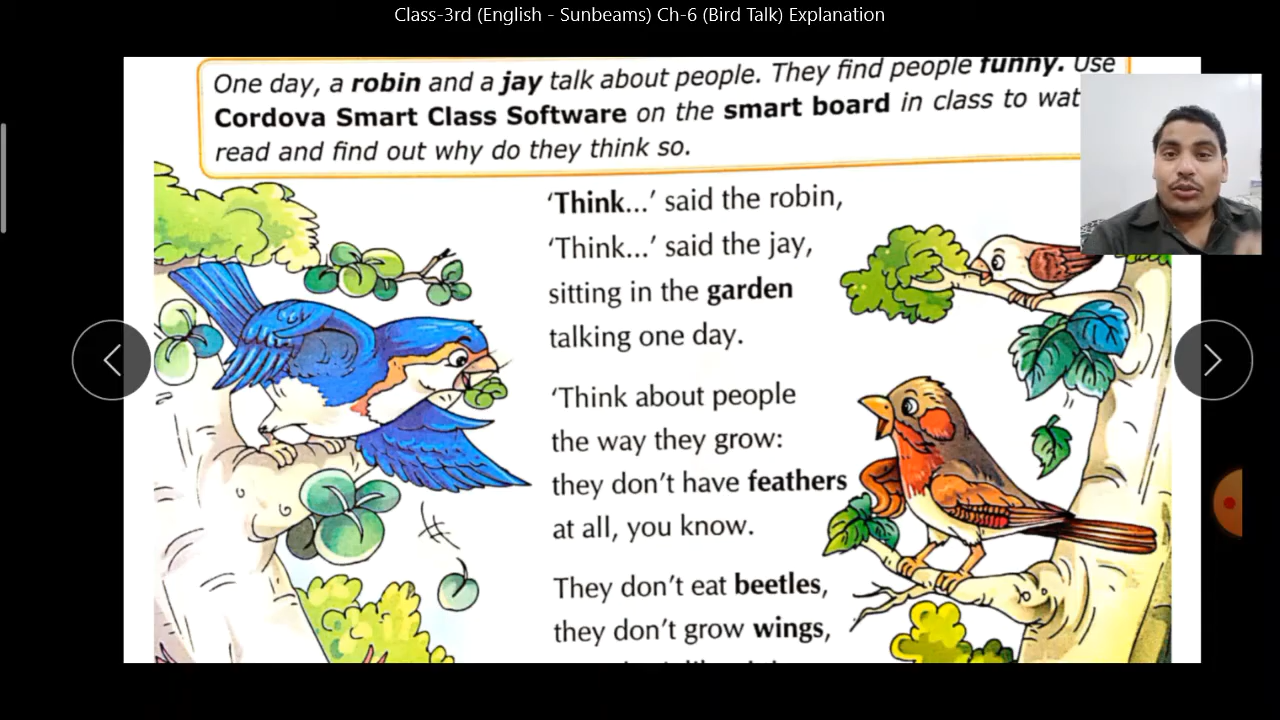 Class-3rd (English - Sunbeams) Ch-6 (Bird Talk) Explanation
One day, a robin and a jay talk about people. They find people funny. Use
Cordova Smart Class Software on the smart board in class to
read and find out why do they think so.
‘Think...’ said the robin,
‘Think...’ said the jay,
sitting in the garden
talking one day.
‘Think about people
the way they grow:
they don’t have feathers
at all, you know.
They don’t eat beetles,
they don’t grow wings,